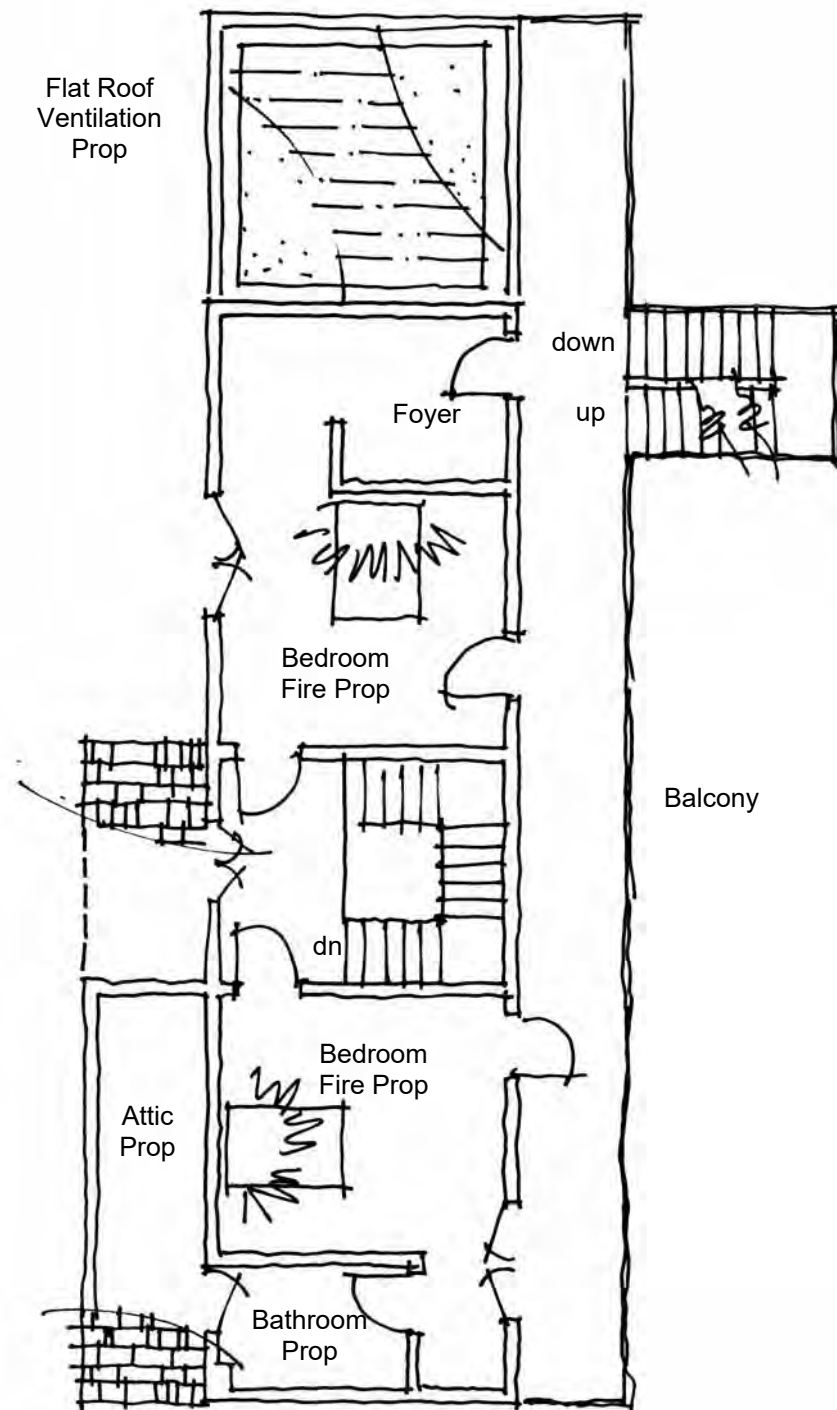 Flat Roof
Ventilation
Prop
down
Foyer
up
Bedroom
Fire Prop
Balcony
dn
Bedroom
Fire Prop
Attic
Prop
Bathroom
Prop